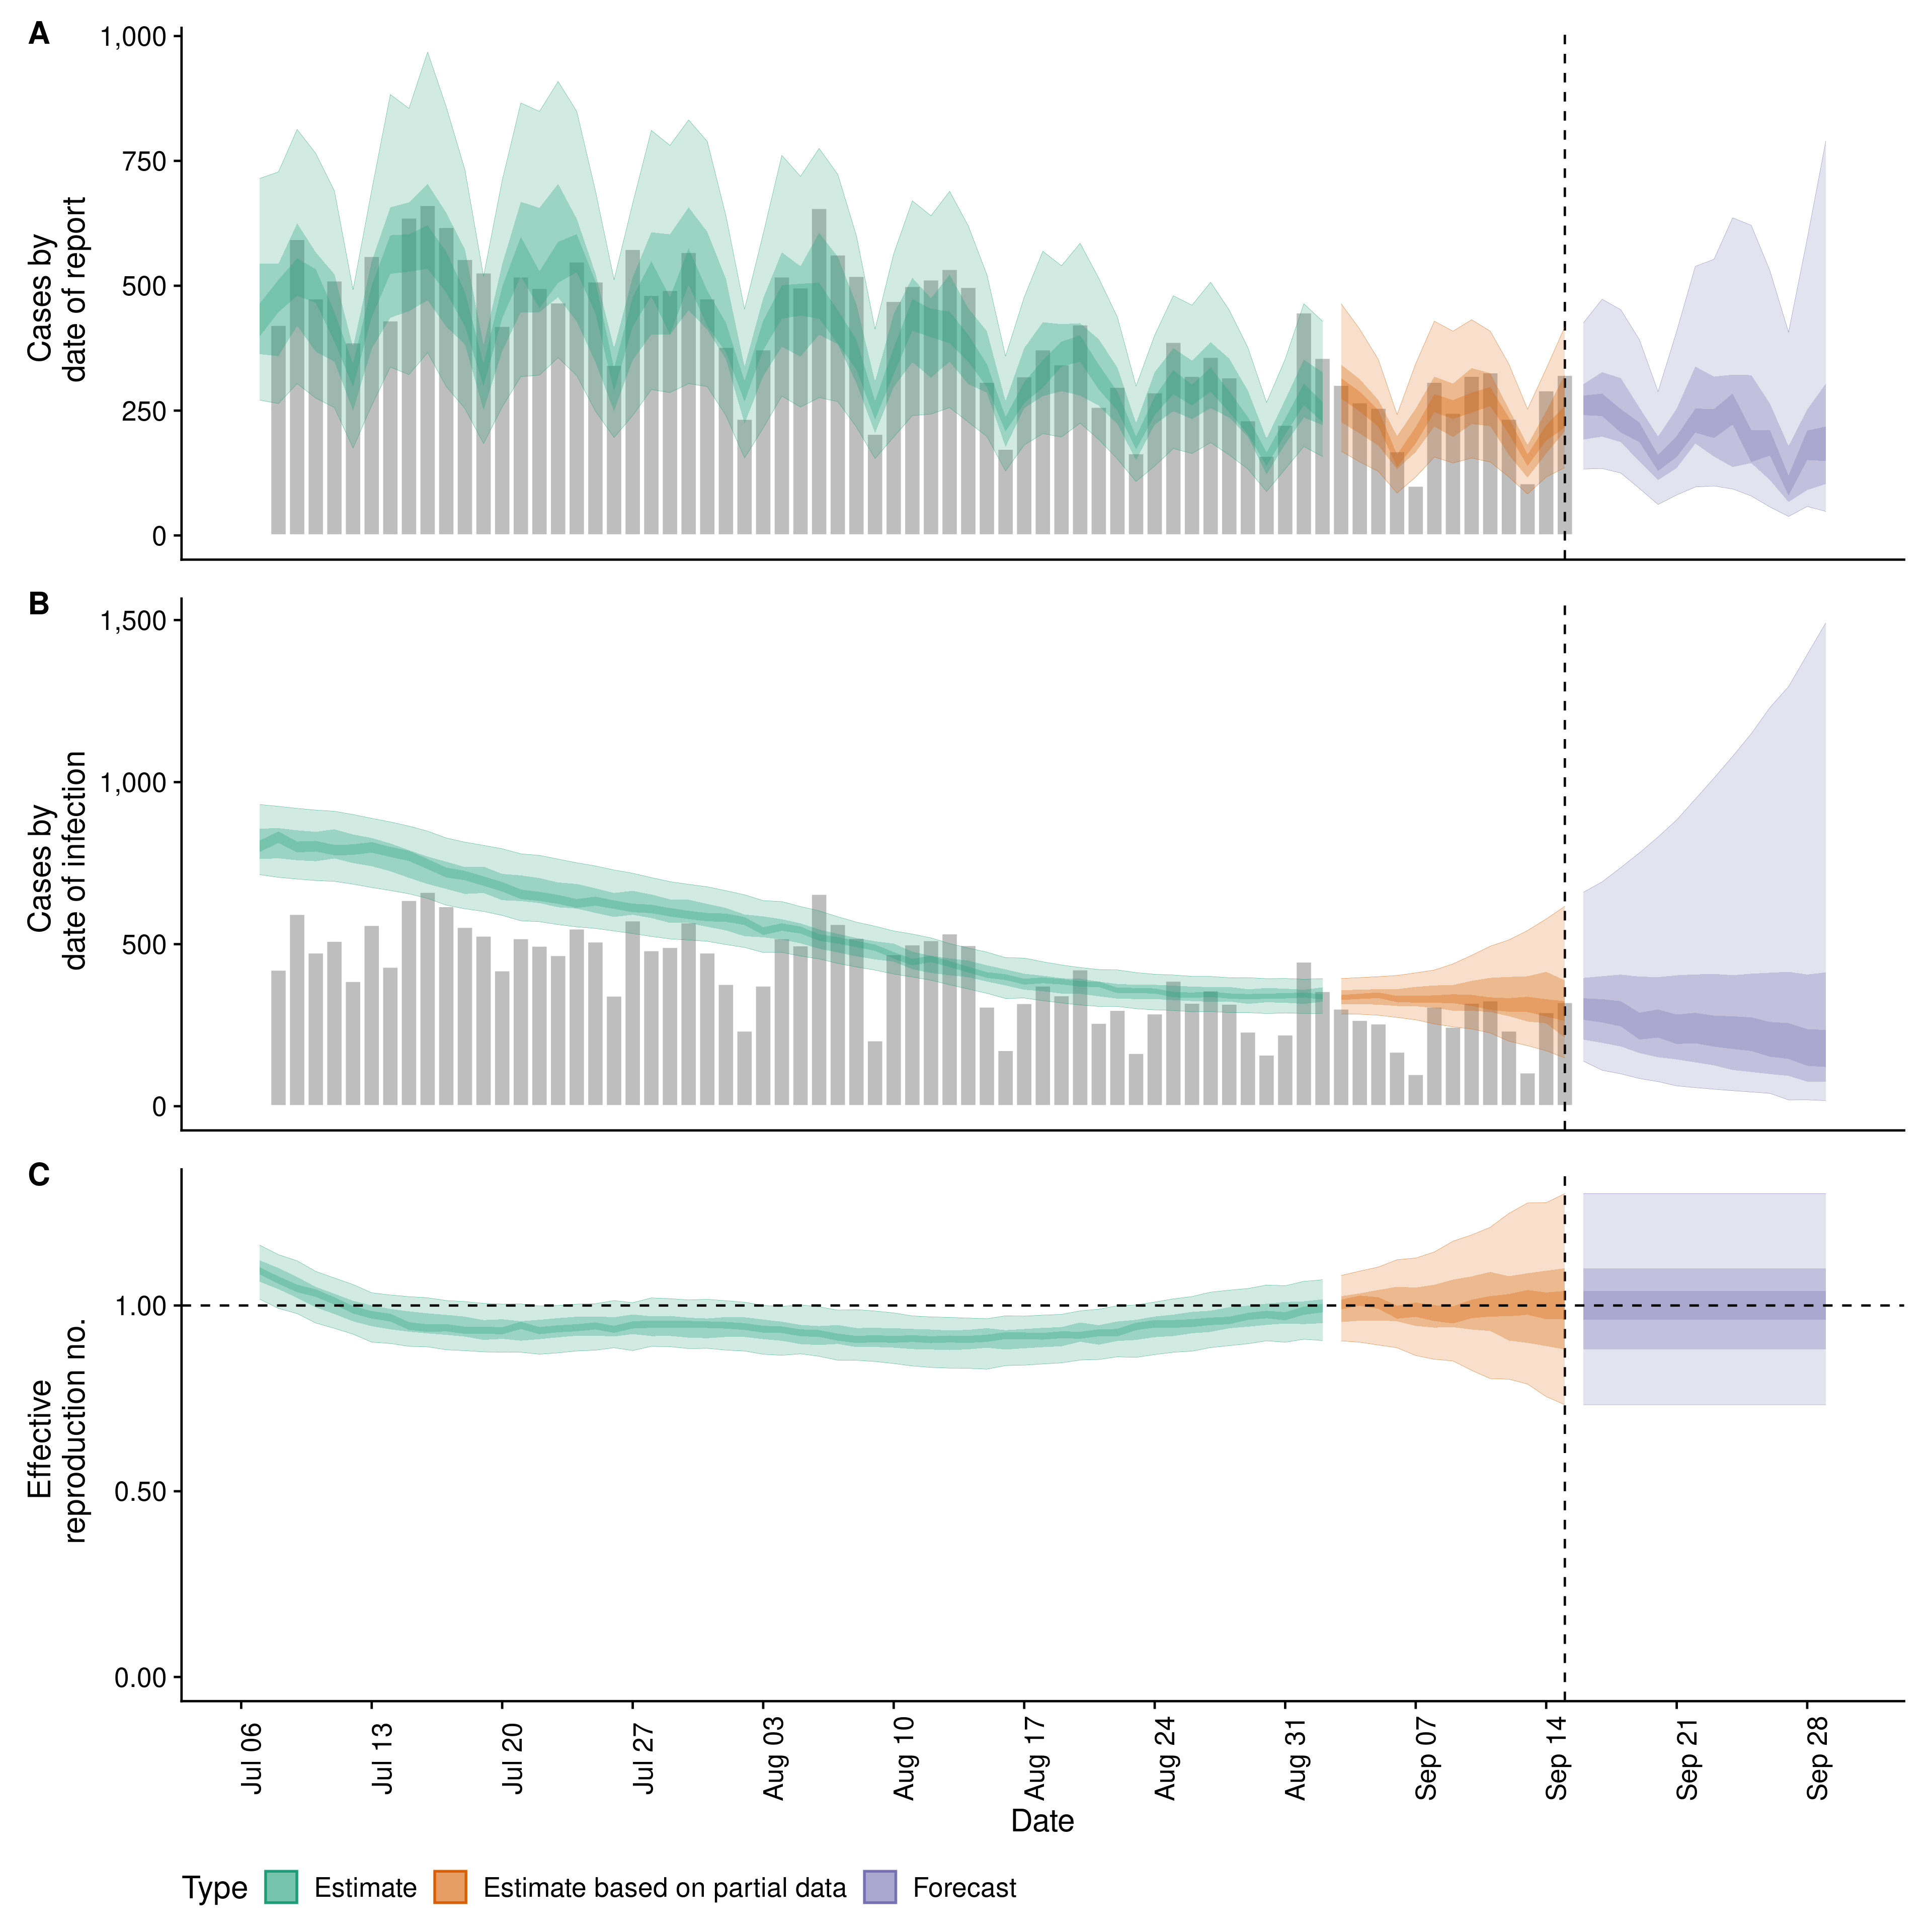 A
1,000
750
500
250
0
Cases by
date of report
B
1,500
1,000
500
0
Cases by
date of infection
C
1.00
0.50
0.00
Effective
reproduction no.
Jul 06
Jul 13
Jul 20
Jul 27
Aug 03
Aug 10
Aug 17
Aug 24
Aug 31
Sep 07
Sep 14
Sep 21
Sep 28
Date
Type
Estimate
Estimate based on partial data
Forecast